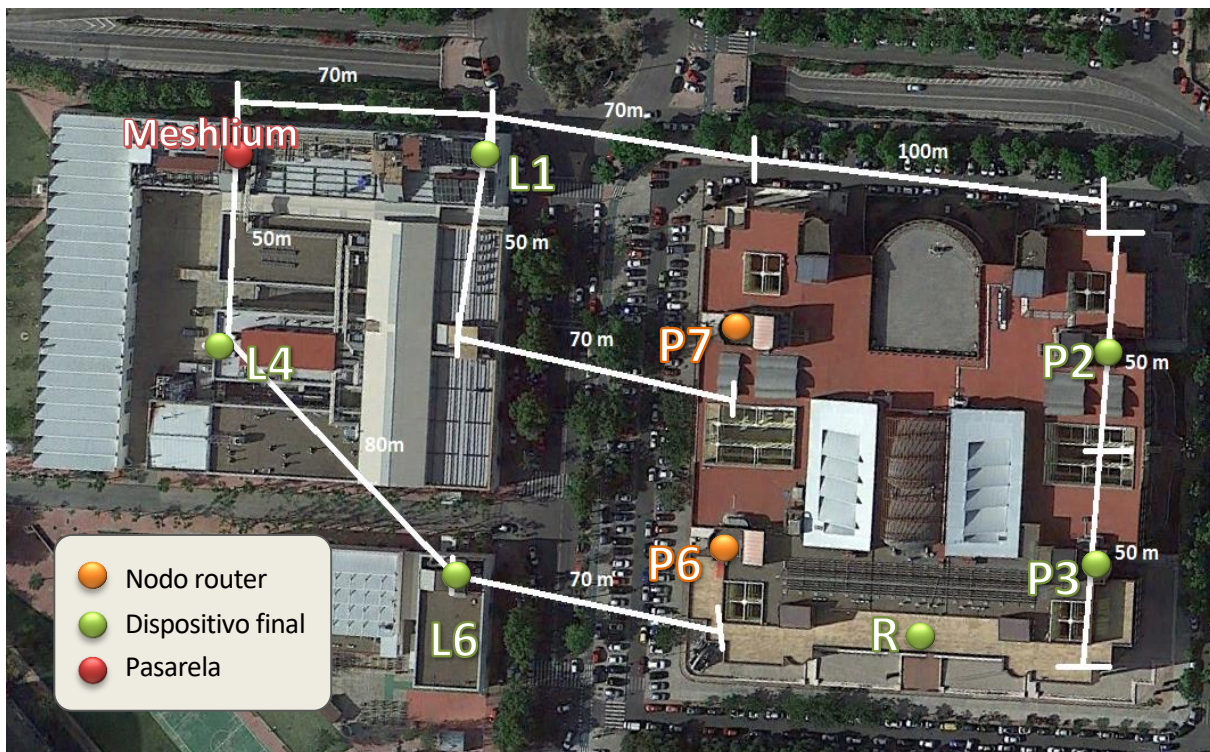 70m
70m
Meshlium
100m
L1
50m
50 m
P7
70 m
P2
50 m
L4
80m
P6
50 m
P3
70 m
R
L6
Nodo router
Dispositivo final
Pasarela